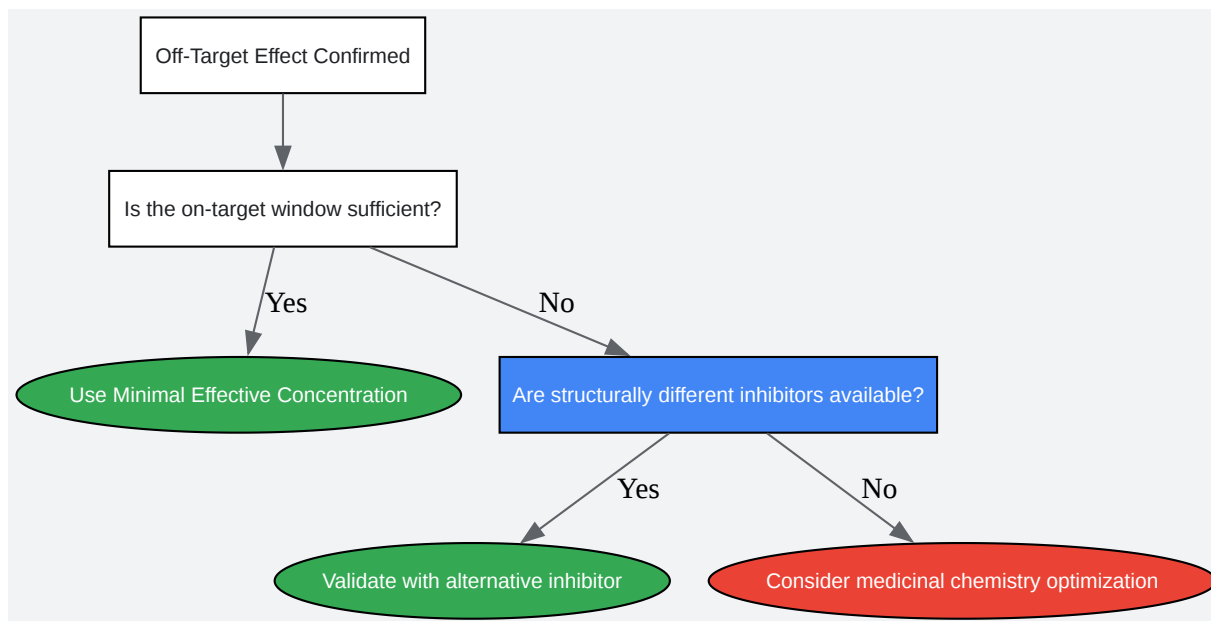 Off-Target Effect Confirmed
Is the on-target window sufficient?
Yes
No
Use Minimal Effective Concentration
Are structurally different inhibitors available?
Yes
No
Validate with alternative inhibitor
Consider medicinal chemistry optimization